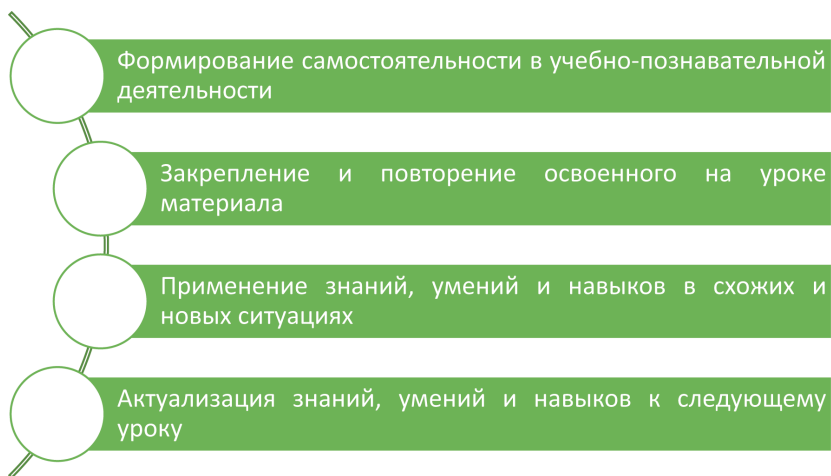 Формирование самостоятельности в учебно-познавательной
деятельности
Закрепление и повторение освоенного на уроке
материала
Применение знаний, умений и навыков в схожих и
новых ситуациях
Актуализация знаний, умений и навыков к следующему
уроку